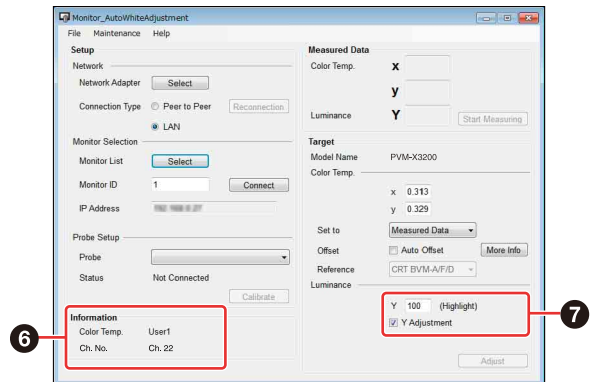 Monitor_AutoWhiteAdjustment
File Maintenance Help
Setup
Network
Network Adapter Select
Connection Type Peer to Peer Reconnection
LAN
Monitor Selection
Monitor List Select
Monitor ID 1 Connect
IP Address
Probe Setup
Probe
Status Not Connected
Calibrate
Information
Color Temp. User1
Ch. No. Ch. 22
6
Measured Data
Color Temp. x
y
Luminance Y Start Measuring
Target
Model Name PVM-X3200
Color Temp.
x 0.313
y 0.329
Set to Measured Data
Offset Auto Offset More Info
Reference CRT BVM-A/F/D
Luminance
Y 100 (Highlight)
Y Adjustment
7
Adjust